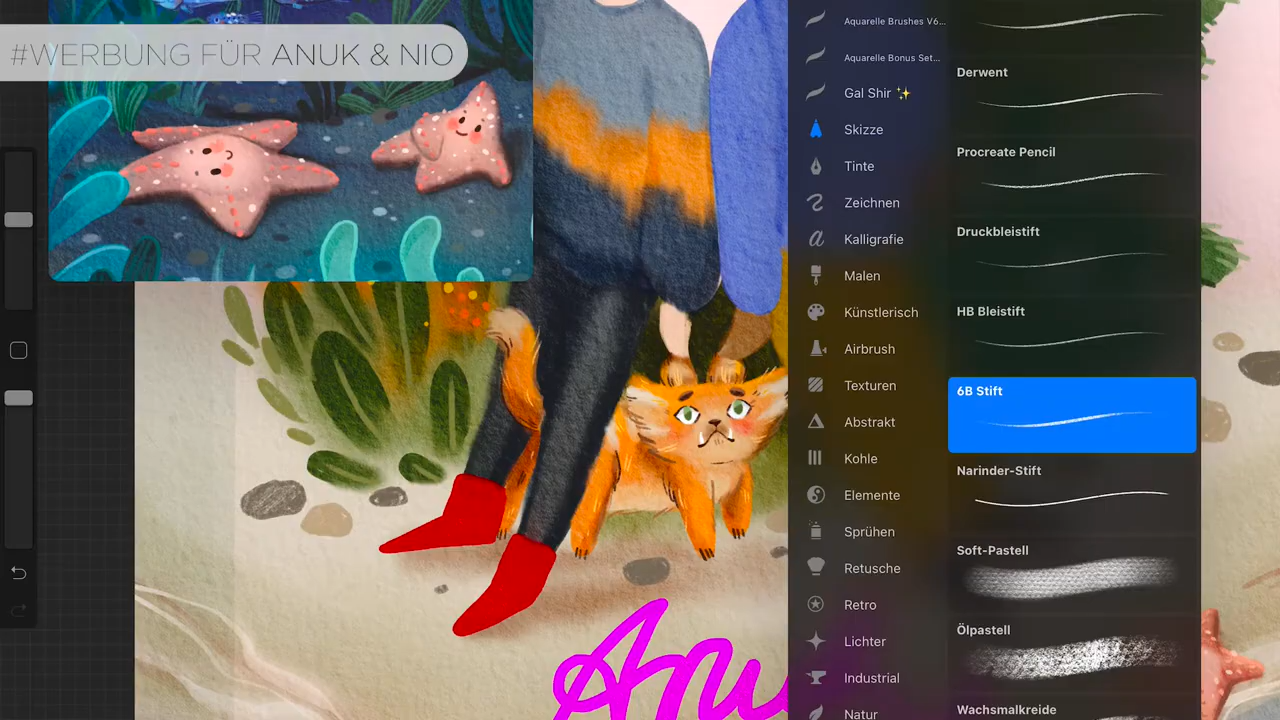 #WERBUNG FÜR ANUK & NIO
Aquarelle Brushes V6...
Aquarelle Bonus Set...
Gal Shir ✨
Skizze
Tinte
Zeichnen
Kalligrafie
Malen
Künstlerisch
Airbrush
Texturen
Abstrakt
Kohle
Elemente
Sprühen
Retusche
Retro
Lichter
Industrial
Natur
Derwent
Procreate Pencil
Druckbleistift
HB Bleistift
6B Stift
Narinder-Stift
Soft-Pastell
Ölpastell
Wachsmalkreide